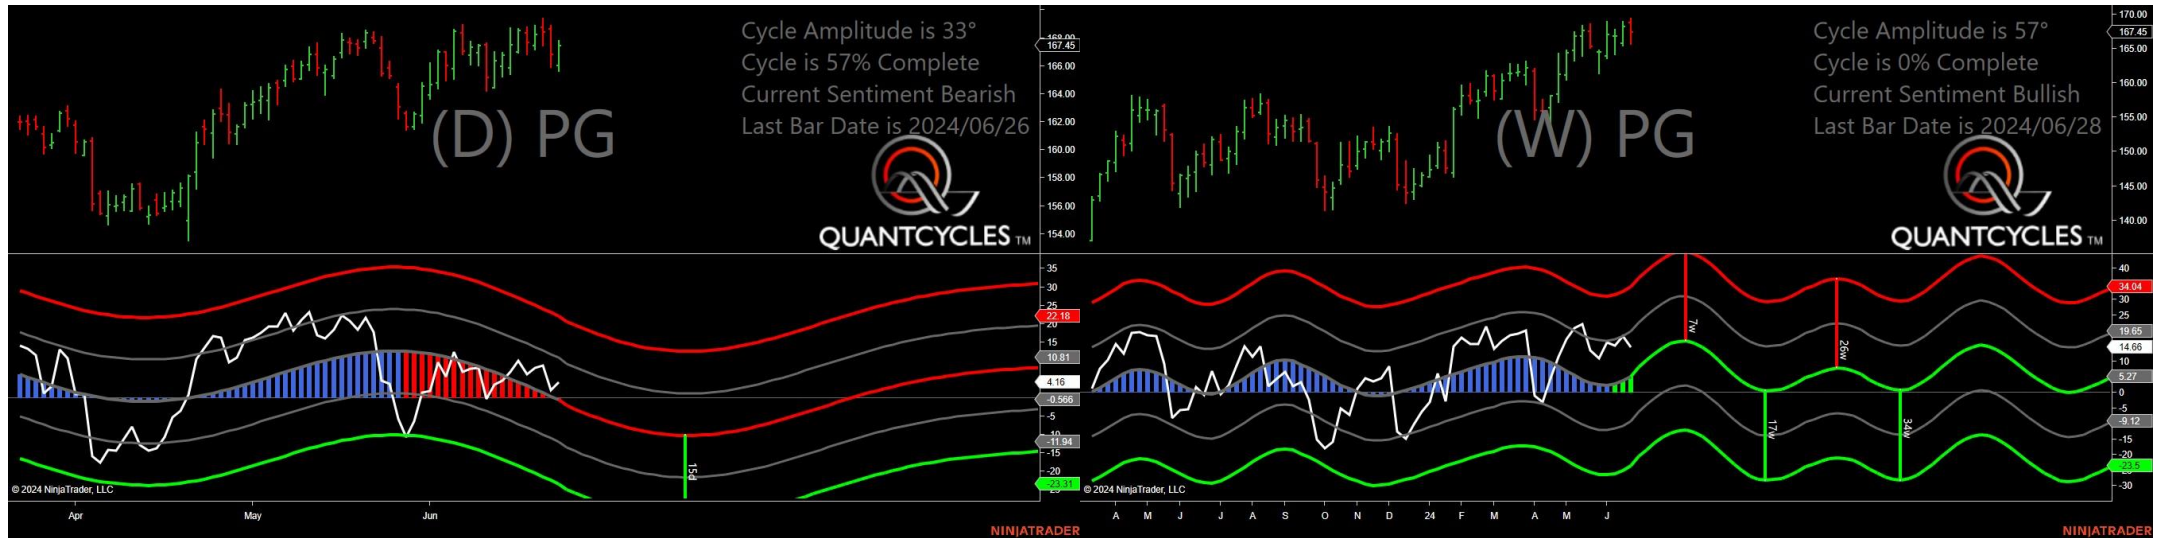 Cycle Amplitude is 33°
Cycle is 57% Complete
Current Sentiment Bearish
Last Bar Date is 2024/06/26
(D) PG
QUANTCYCLES TM
168.00
167.45
166.00
164.00
162.00
160.00
158.00
156.00
154.00
35
30
25
22.18
20
15
10.81
4.16
-0.566
-5
-10
-11.94
-15
-20
-23.31
15d
© 2024 NinjaTrader, LLC
Apr May Jun
NINJATRADER
Cycle Amplitude is 57°
Cycle is 0% Complete
Current Sentiment Bullish
Last Bar Date is 2024/06/28
(W) PG
QUANTCYCLES TM
170.00
167.45
165.00
160.00
155.00
150.00
145.00
140.00
40
34.04
30
25
19.65
14.66
10
5.27
0
-5
-9.12
-15
-20
-23.5
-30
7w
26w
17w
34w
© 2024 NinjaTrader, LLC
A M J J A S O N D 24 F M A M J
NINJATRADER